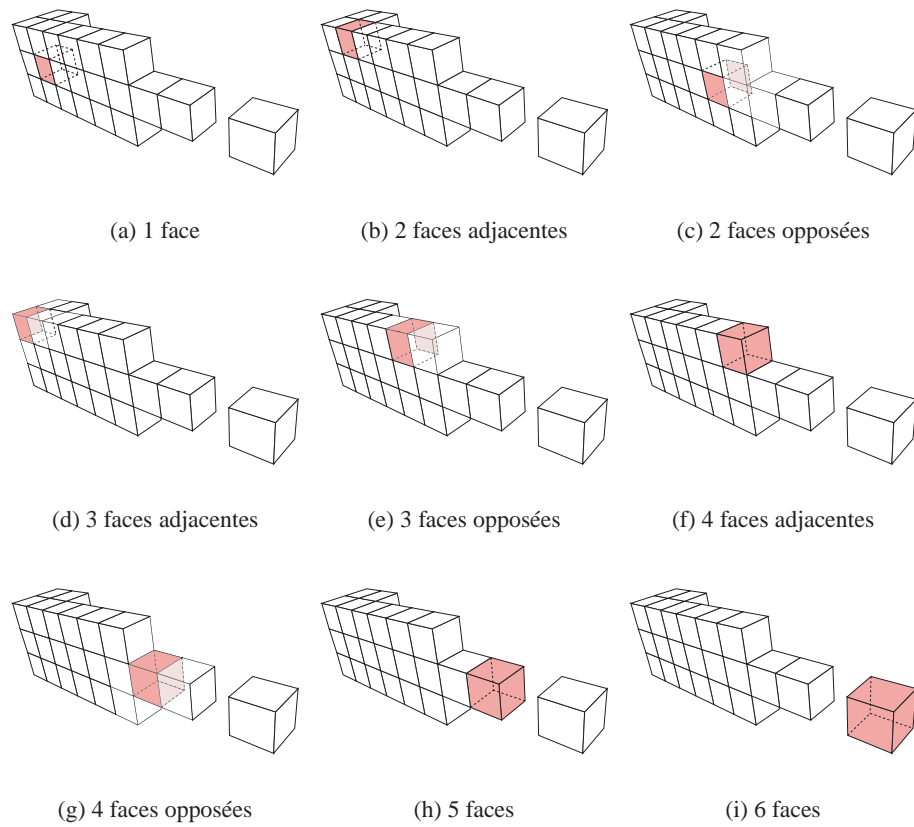 (a) 1 face
(b) 2 faces adjacentes
(c) 2 faces opposées
(d) 3 faces adjacentes
(e) 3 faces opposées
(f) 4 faces adjacentes
(g) 4 faces opposées
(h) 5 faces
(i) 6 faces